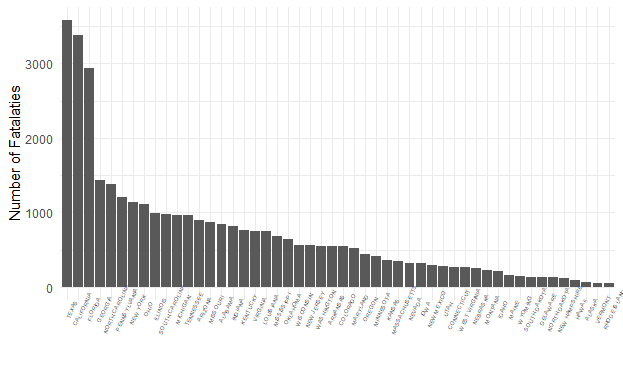 Number of Fatalaties
3000
2000
1000
0
TEXAS
CALIFORNIA
FLORIDA
GEORGIA
NORTH CAROLINA
PENNSYLVANIA
NEW YORK
OHIO
ILLINOIS
SOUTH CAROLINA
MICHIGAN
TENNESSEE
ARIZONA
MISSOURI
ALABAMA
INDIANA
KENTUCKY
VIRGINIA
LOUISIANA
MISSISSIPPI
OKLAHOMA
WISCONSIN
NEW JERSEY
WASHINGTON
ARKANSAS
COLORADO
MARYLAND
OREGON
MINNESOTA
KANSAS
MASSACHUSETTS
NEVADA
IOWA
NEW MEXICO
UTAH
CONNECTICUT
WEST VIRGINIA
NEBRASKA
MONTANA
IDAHO
MAINE
WYOMING
SOUTH DAKOTA
DELAWARE
NORTH DAKOTA
NEW HAMPSHIRE
HAWAII
ALASKA
VERMONT
RHODE ISLAND